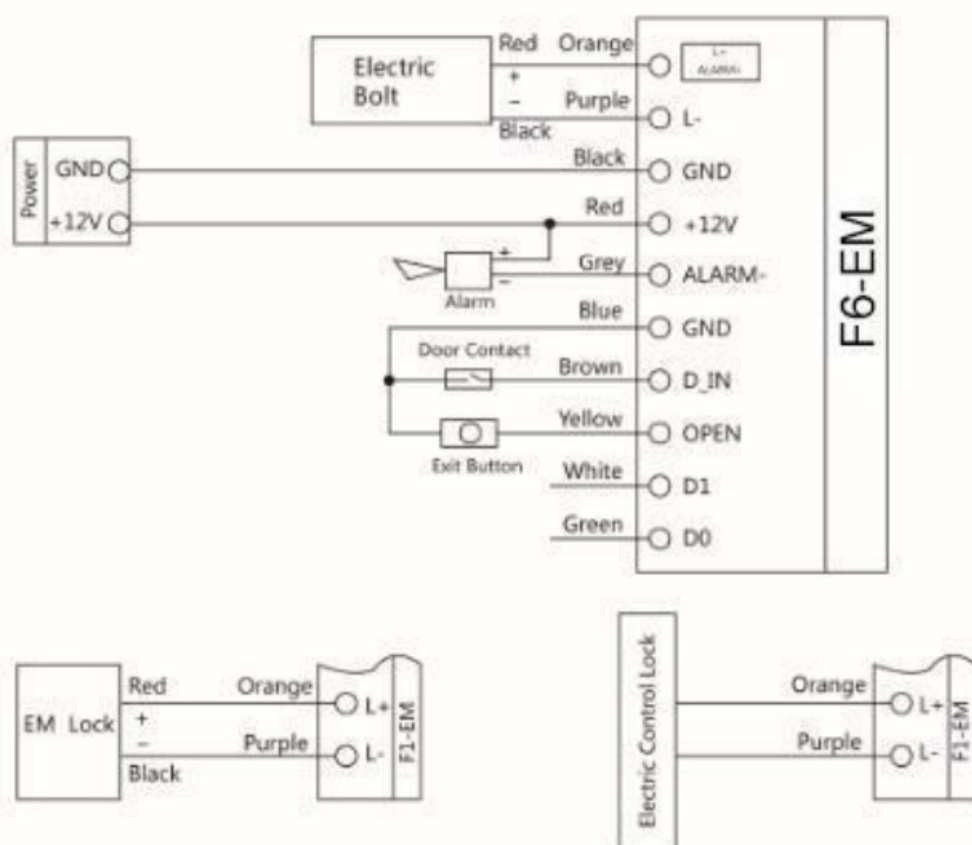 Electric
Bolt
Red
Orange
+
−
Purple
Black
L+
ALARM+
L-
Power
GND
+12V
Black
GND
Red
+12V
+
−
Grey
ALARM-
Alarm
Blue
GND
Door Contact
Brown
D_IN
Yellow
OPEN
Exit Button
White
D1
Green
D0
F6-EM
EM Lock
Red
Orange
+
−
Purple
Black
L+
L-
F1-EM
Electric Control Lock
Orange
Purple
L+
L-
F1-EM